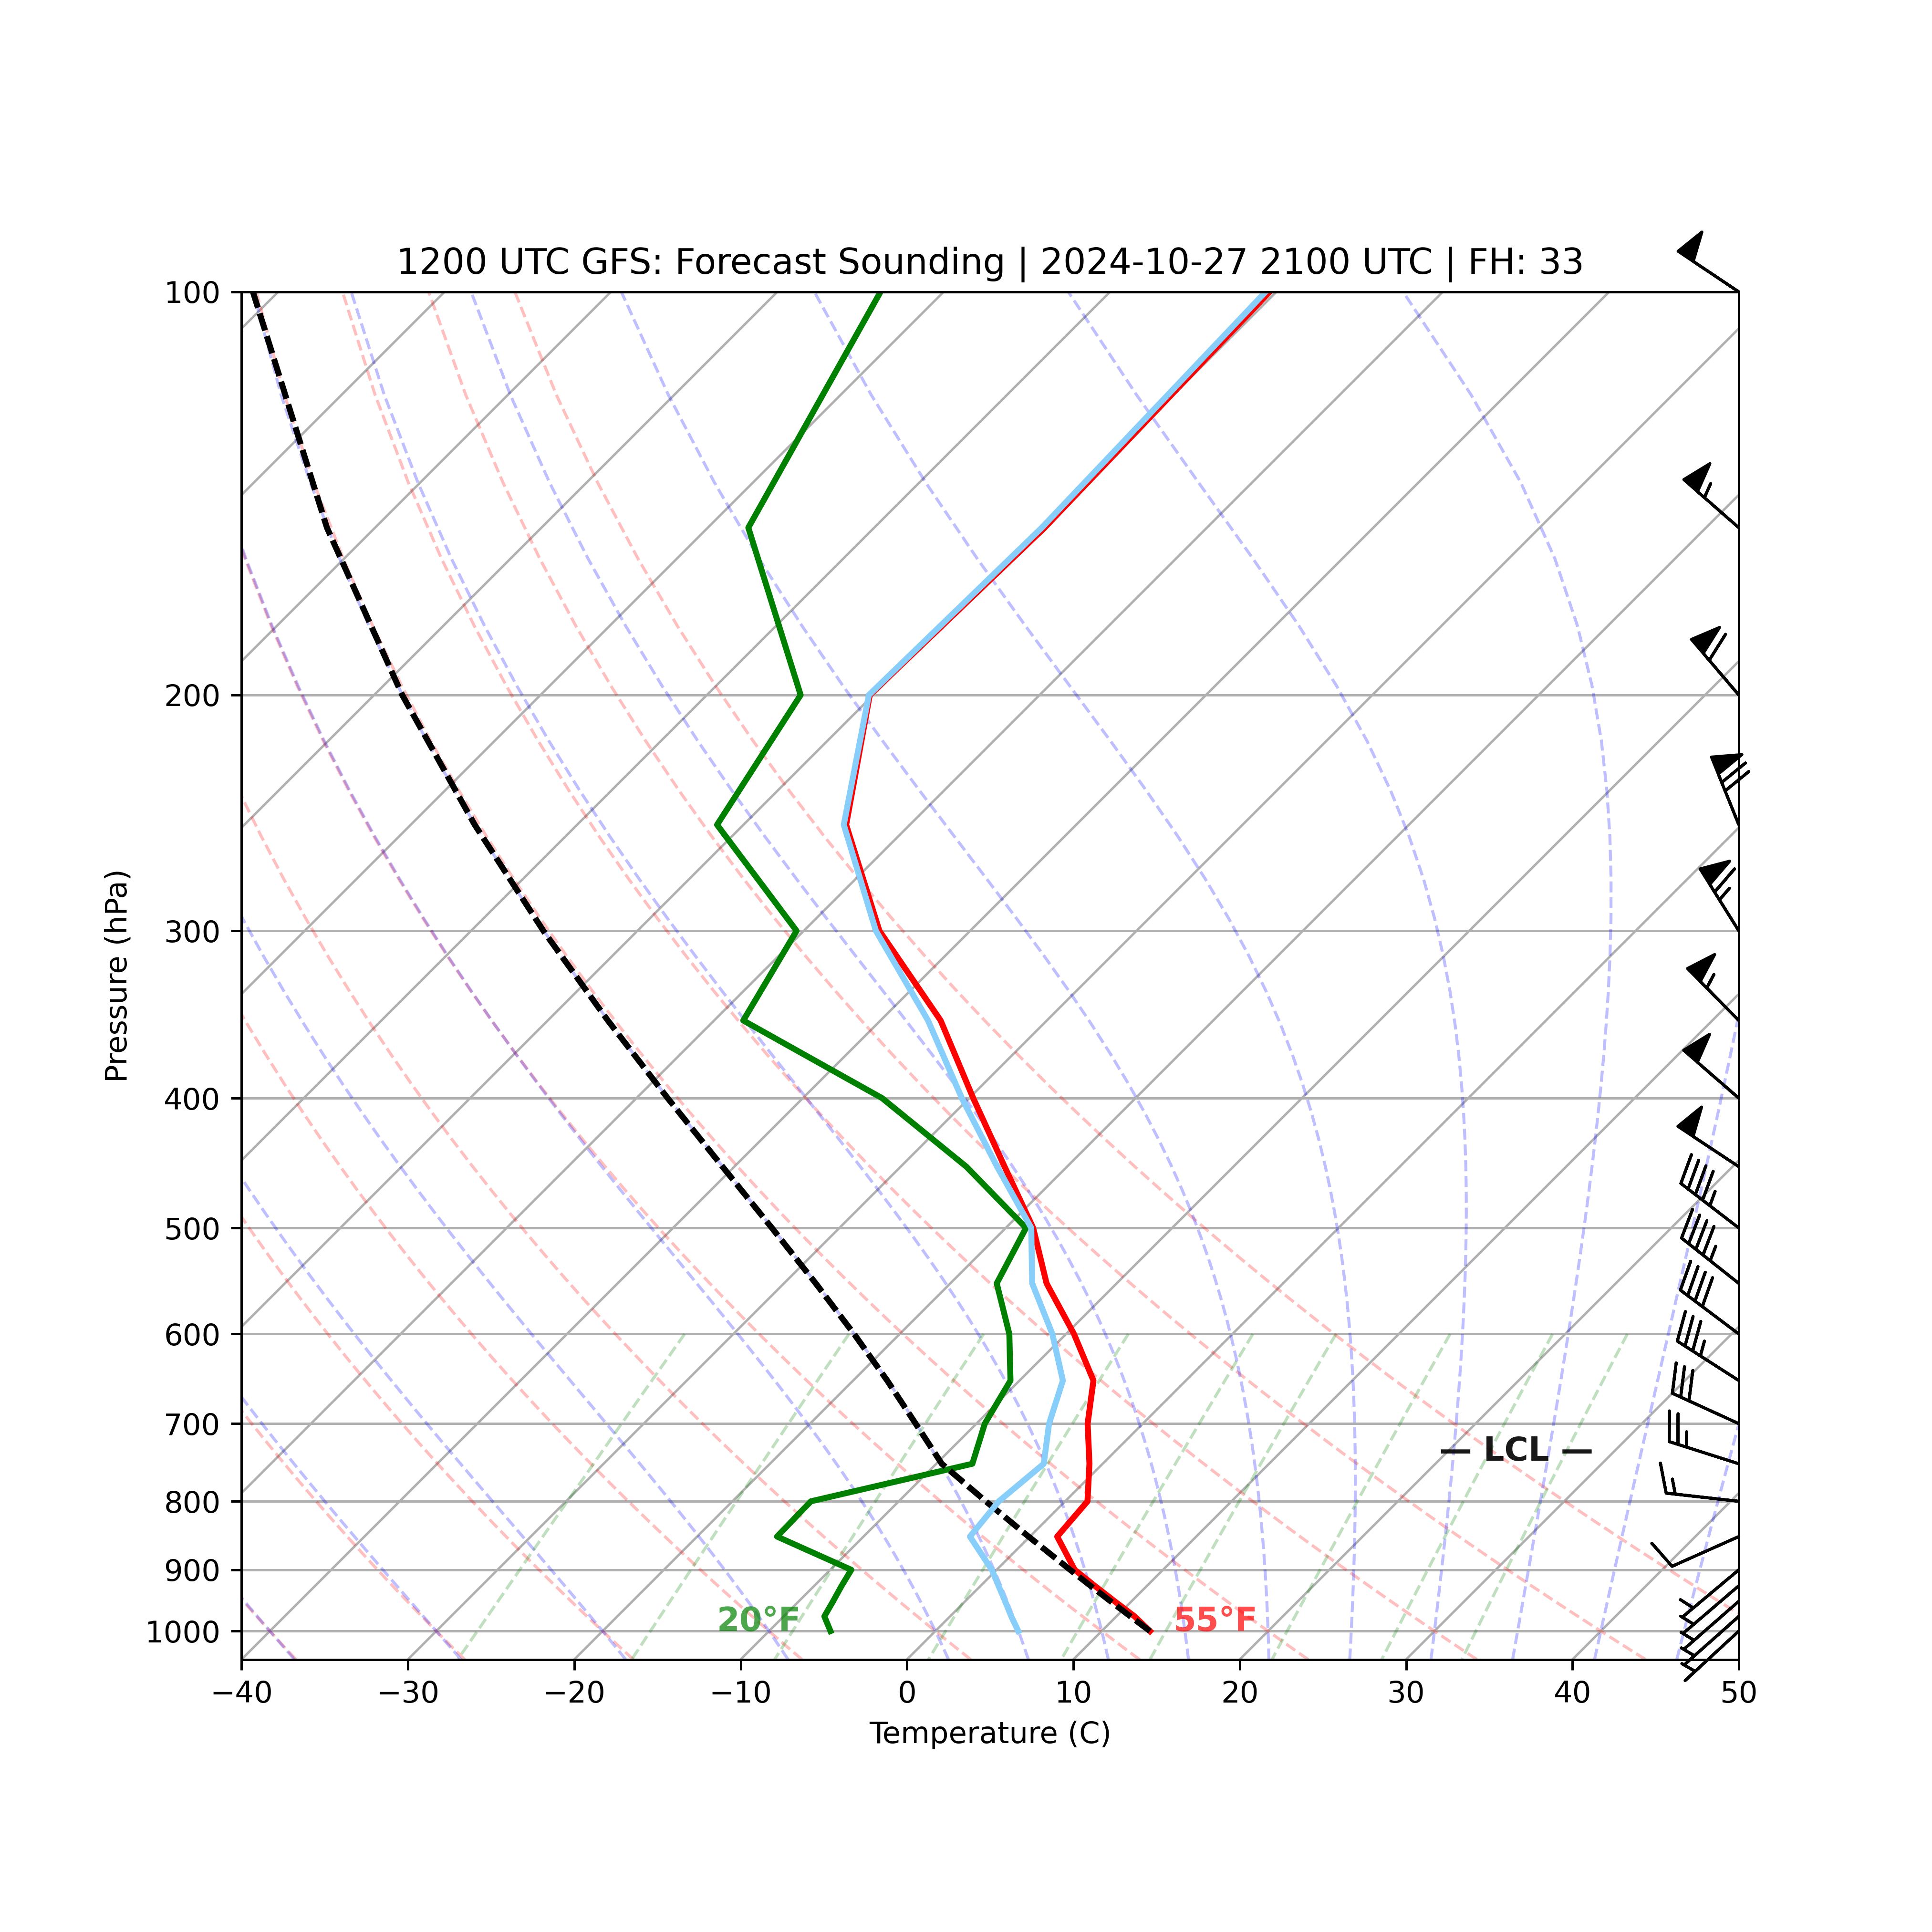 1200 UTC GFS: Forecast Sounding | 2024-10-27 2100 UTC | FH: 33
100
200
300
400
500
600
700
800
900
1000
Pressure (hPa)
— LCL —
20°F
55°F
−40 −30 −20 −10 0 10 20 30 40 50
Temperature (C)